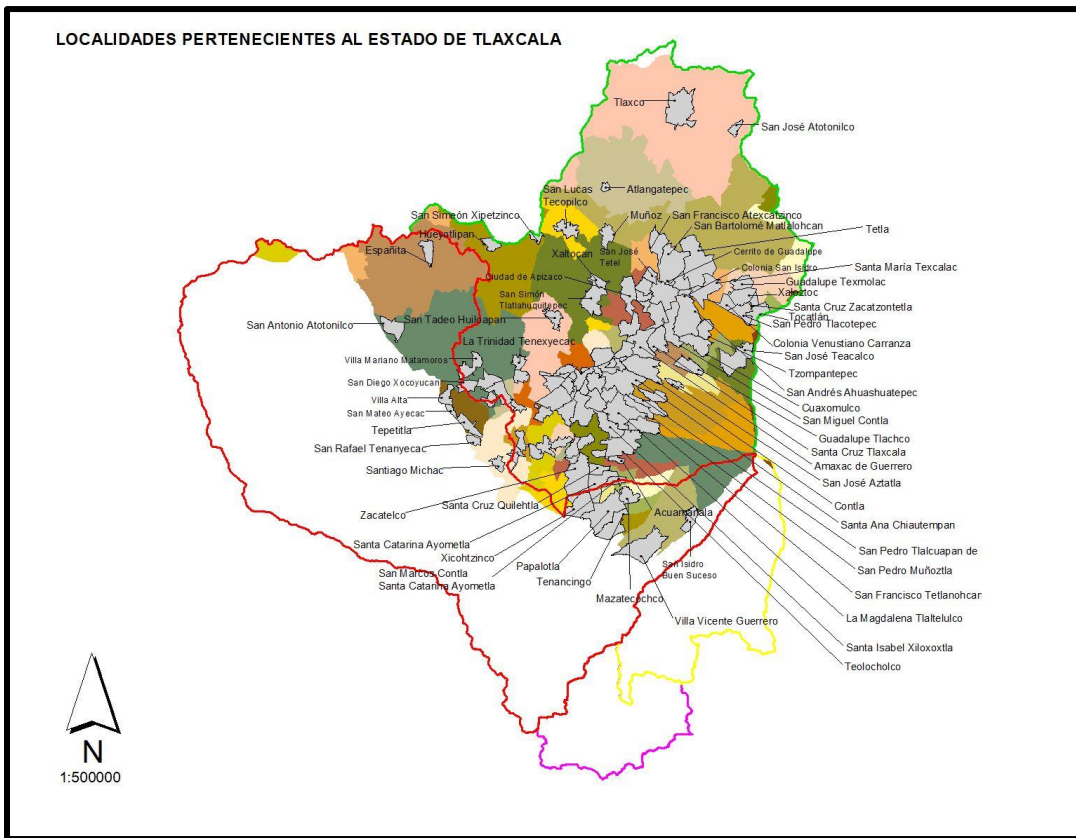 LOCALIDADES PERTENECIENTES AL ESTADO DE TLAXCALA
Tlaxco
San José Atotonilco
San Lucas
Tecopilco
Atlangatepec
San Simeón Xipetzinco
Muñoz
San Francisco Atexcatzinco
San Bartolomé Matlalohcan
Tetla
Hueyotlipan
Españita
Xaltocan
San José
Tetel
Cerrito de Guadalupe
Colonia San Isidro
Santa María Texcalac
Ciudad de Apizaco
Guadalupe Texmolac
Xaloztoc
San Simón
Tlatlahuquitepec
Santa Cruz Zacatzontetla
Tocatlán
San Pedro Tlacotepec
San Antonio Atotonilco
San Tadeo Huiloapan
La Trinidad Tenexyecac
Colonia Venustiano Carranza
San José Teacalco
Villa Mariano Matamoros
Tzompantepec
San Diego Xocoyucan
San Andrés Ahuashuatepec
Villa Alta
Cuaxomulco
San Mateo Ayecac
San Miguel Contla
Tepetitla
Guadalupe Tlachco
San Rafael Tenanyecac
Santa Cruz Tlaxcala
Santiago Michac
Amaxac de Guerrero
San José Aztatla
Zacatelco
Santa Cruz Quilehtla
Acuamanala
Contla
Santa Ana Chiautempan
Santa Catarina Ayometla
Xicohtzinco
San Pedro Tlalcuapan de
San Marcos Contla
Santa Catarina Ayometla
Papalotla
Tenancingo
San Isidro
Buen Suceso
San Pedro Muñoztla
Mazatecochco
San Francisco Tetlanohcan
Villa Vicente Guerrero
La Magdalena Tlaltelulco
Santa Isabel Xiloxoxtla
Teolocholco
N
1:500000